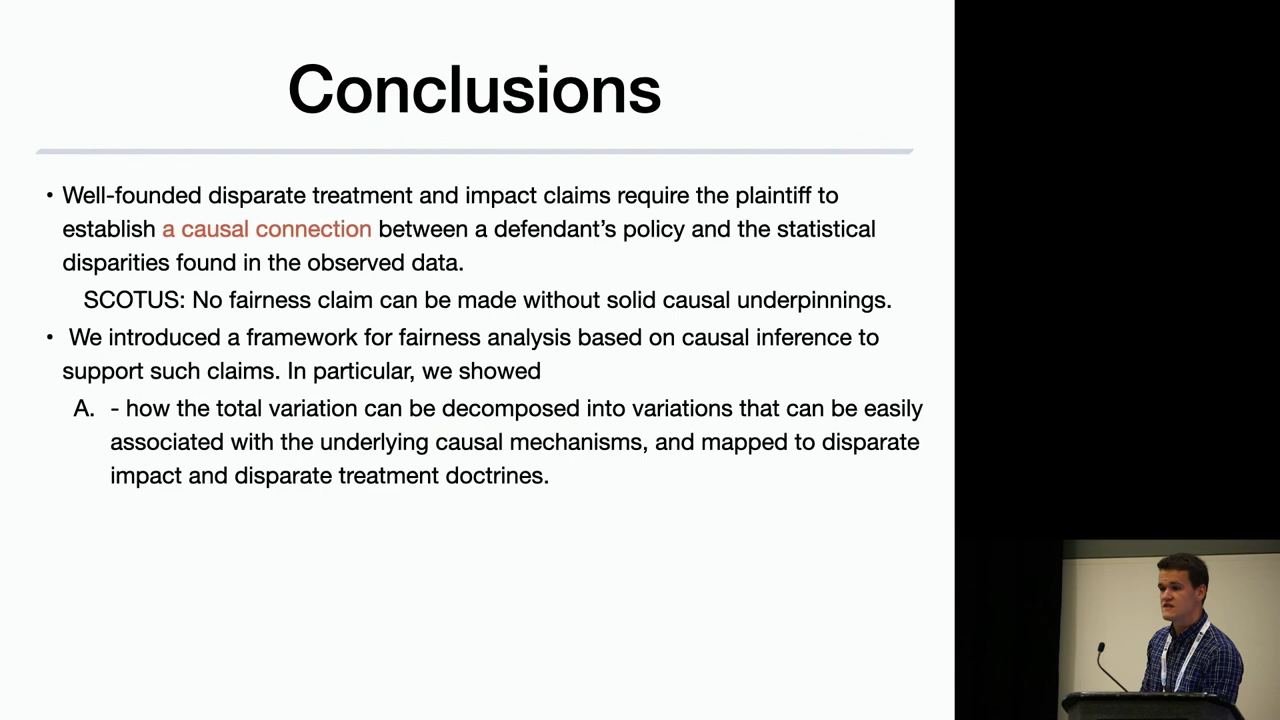 Conclusions
• Well-founded disparate treatment and impact claims require the plaintiff to
establish a causal connection between a defendant’s policy and the statistical
disparities found in the observed data.
SCOTUS: No fairness claim can be made without solid causal underpinnings.
• We introduced a framework for fairness analysis based on causal inference to
support such claims. In particular, we showed
A. - how the total variation can be decomposed into variations that can be easily
associated with the underlying causal mechanisms, and mapped to disparate
impact and disparate treatment doctrines.